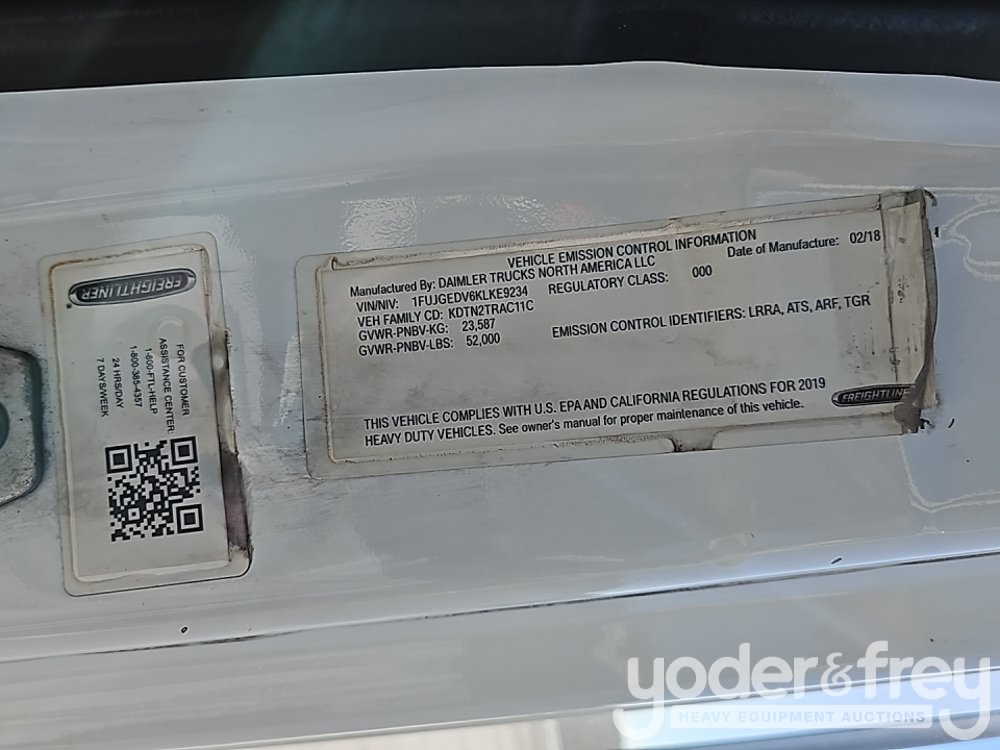 FREIGHTLINER
FOR CUSTOMER
ASSISTANCE CENTER:
1-800-FTL-HELP
1-800-385-4357
24 HRS/DAY
7 DAYS/WEEK
VEHICLE EMISSION CONTROL INFORMATION
Manufactured By: DAIMLER TRUCKS NORTH AMERICA LLC Date of Manufacture: 02/18
VIN/NIV: 1FUJGEDV6KLKE9234 REGULATORY CLASS: 000
VEH FAMILY CD: KDTN2TRAC11C
GVWR-PNBV-KG: 23,587 EMISSION CONTROL IDENTIFIERS: LRRA, ATS, ARF, TGR
GVWR-PNBV-LBS: 52,000
THIS VEHICLE COMPLIES WITH U.S. EPA AND CALIFORNIA REGULATIONS FOR 2019
HEAVY DUTY VEHICLES. See owner's manual for proper maintenance of this vehicle.
FREIGHTLINE
yoder&frey
HEAVY EQUIPMENT AUCTIONS